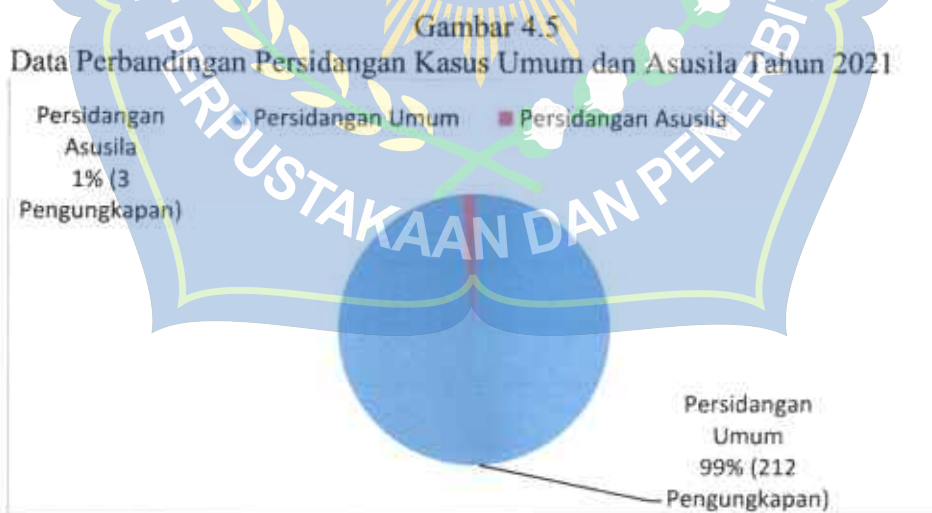 Gambar 4.5
Data Perbandingan Persidangan Kasus Umum dan Asusila Tahun 2021
Persidangan Umum
Persidangan Asusila
Persidangan
Asusila
1% (3
Pengungkapan)
PERPUSTAKAAN DAN PENERBI
Persidangan
Umum
99% (212
Pengungkapan)